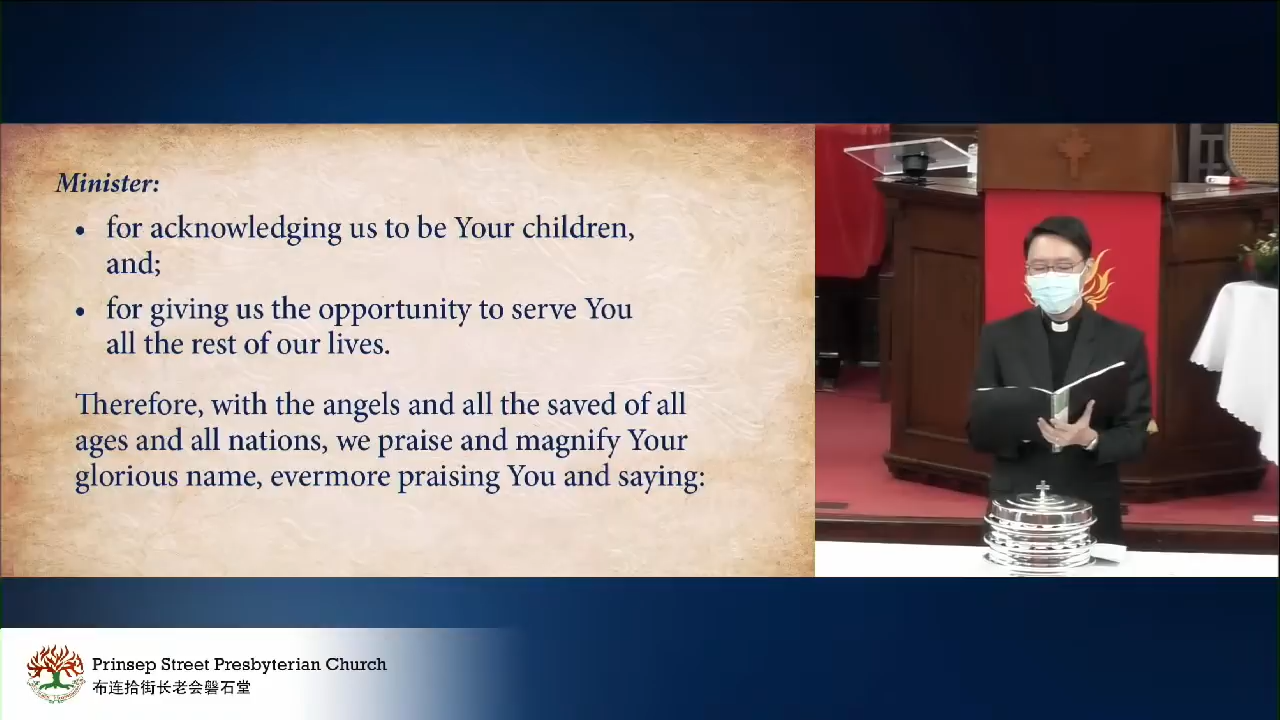 Minister:
• for acknowledging us to be Your children,
and;
• for giving us the opportunity to serve You
all the rest of our lives.
Therefore, with the angels and all the saved of all
ages and all nations, we praise and magnify Your
glorious name, evermore praising You and saying:
Prinsep Street Presbyterian Church
布连拾街长老会磐石堂